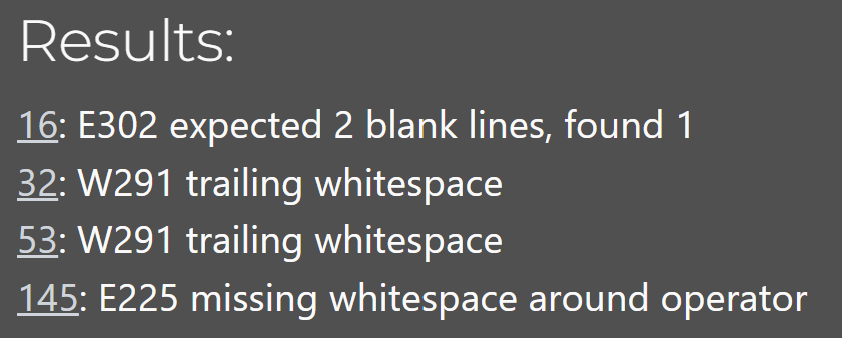 Results:
16: E302 expected 2 blank lines, found 1
32: W291 trailing whitespace
53: W291 trailing whitespace
145: E225 missing whitespace around operator